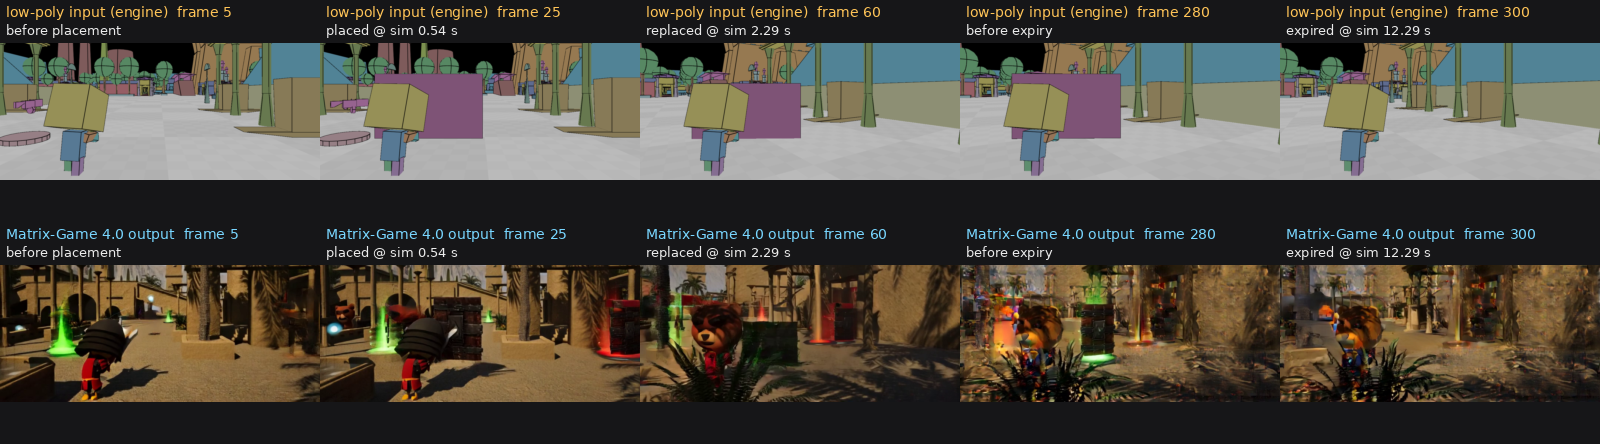 low-poly input (engine)  frame 5
before placement
low-poly input (engine)  frame 25
placed @ sim 0.54 s
low-poly input (engine)  frame 60
replaced @ sim 2.29 s
low-poly input (engine)  frame 280
before expiry
low-poly input (engine)  frame 300
expired @ sim 12.29 s
Matrix-Game 4.0 output  frame 5
before placement
Matrix-Game 4.0 output  frame 25
placed @ sim 0.54 s
Matrix-Game 4.0 output  frame 60
replaced @ sim 2.29 s
Matrix-Game 4.0 output  frame 280
before expiry
Matrix-Game 4.0 output  frame 300
expired @ sim 12.29 s